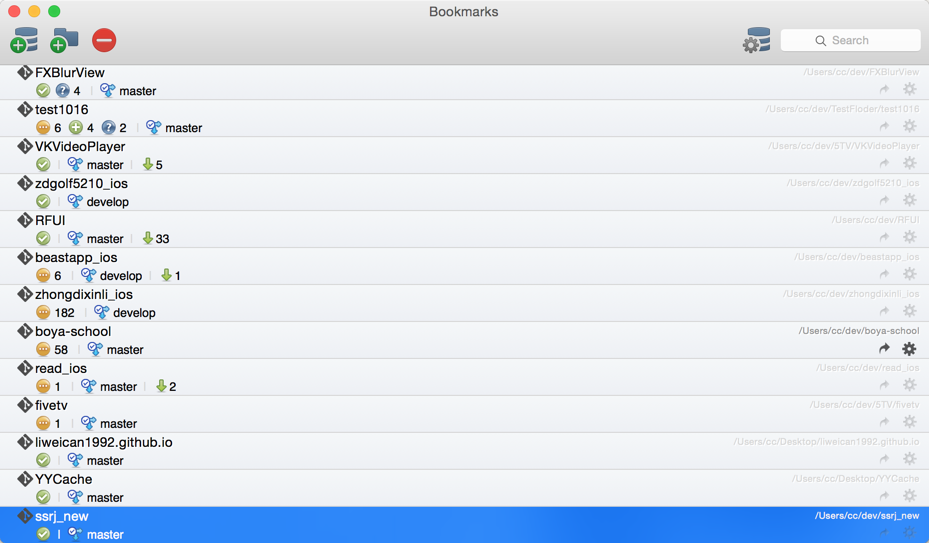 Bookmarks
Search
FXBlurView /Users/cc/dev/FXBlurView
? 4 master
test1016 /Users/cc/dev/TestFloder/test1016
6 4 ? 2 master
VKVideoPlayer /Users/cc/dev/5TV/VKVideoPlayer
master 5
zdgolf5210_ios /Users/cc/dev/zdgolf5210_ios
develop
RFUI /Users/cc/dev/RFUI
master 33
beastapp_ios /Users/cc/dev/beastapp_ios
6 develop 1
zhongdixinli_ios /Users/cc/dev/zhongdixinli_ios
182 develop
boya-school /Users/cc/dev/boya-school
58 master
read_ios /Users/cc/dev/read_ios
1 master 2
fivetv /Users/cc/dev/5TV/fivetv
1 master
liweican1992.github.io /Users/cc/Desktop/liweican1992.github.io
master
YYCache /Users/cc/Desktop/YYCache
master
ssrj_new /Users/cc/dev/ssrj_new
master